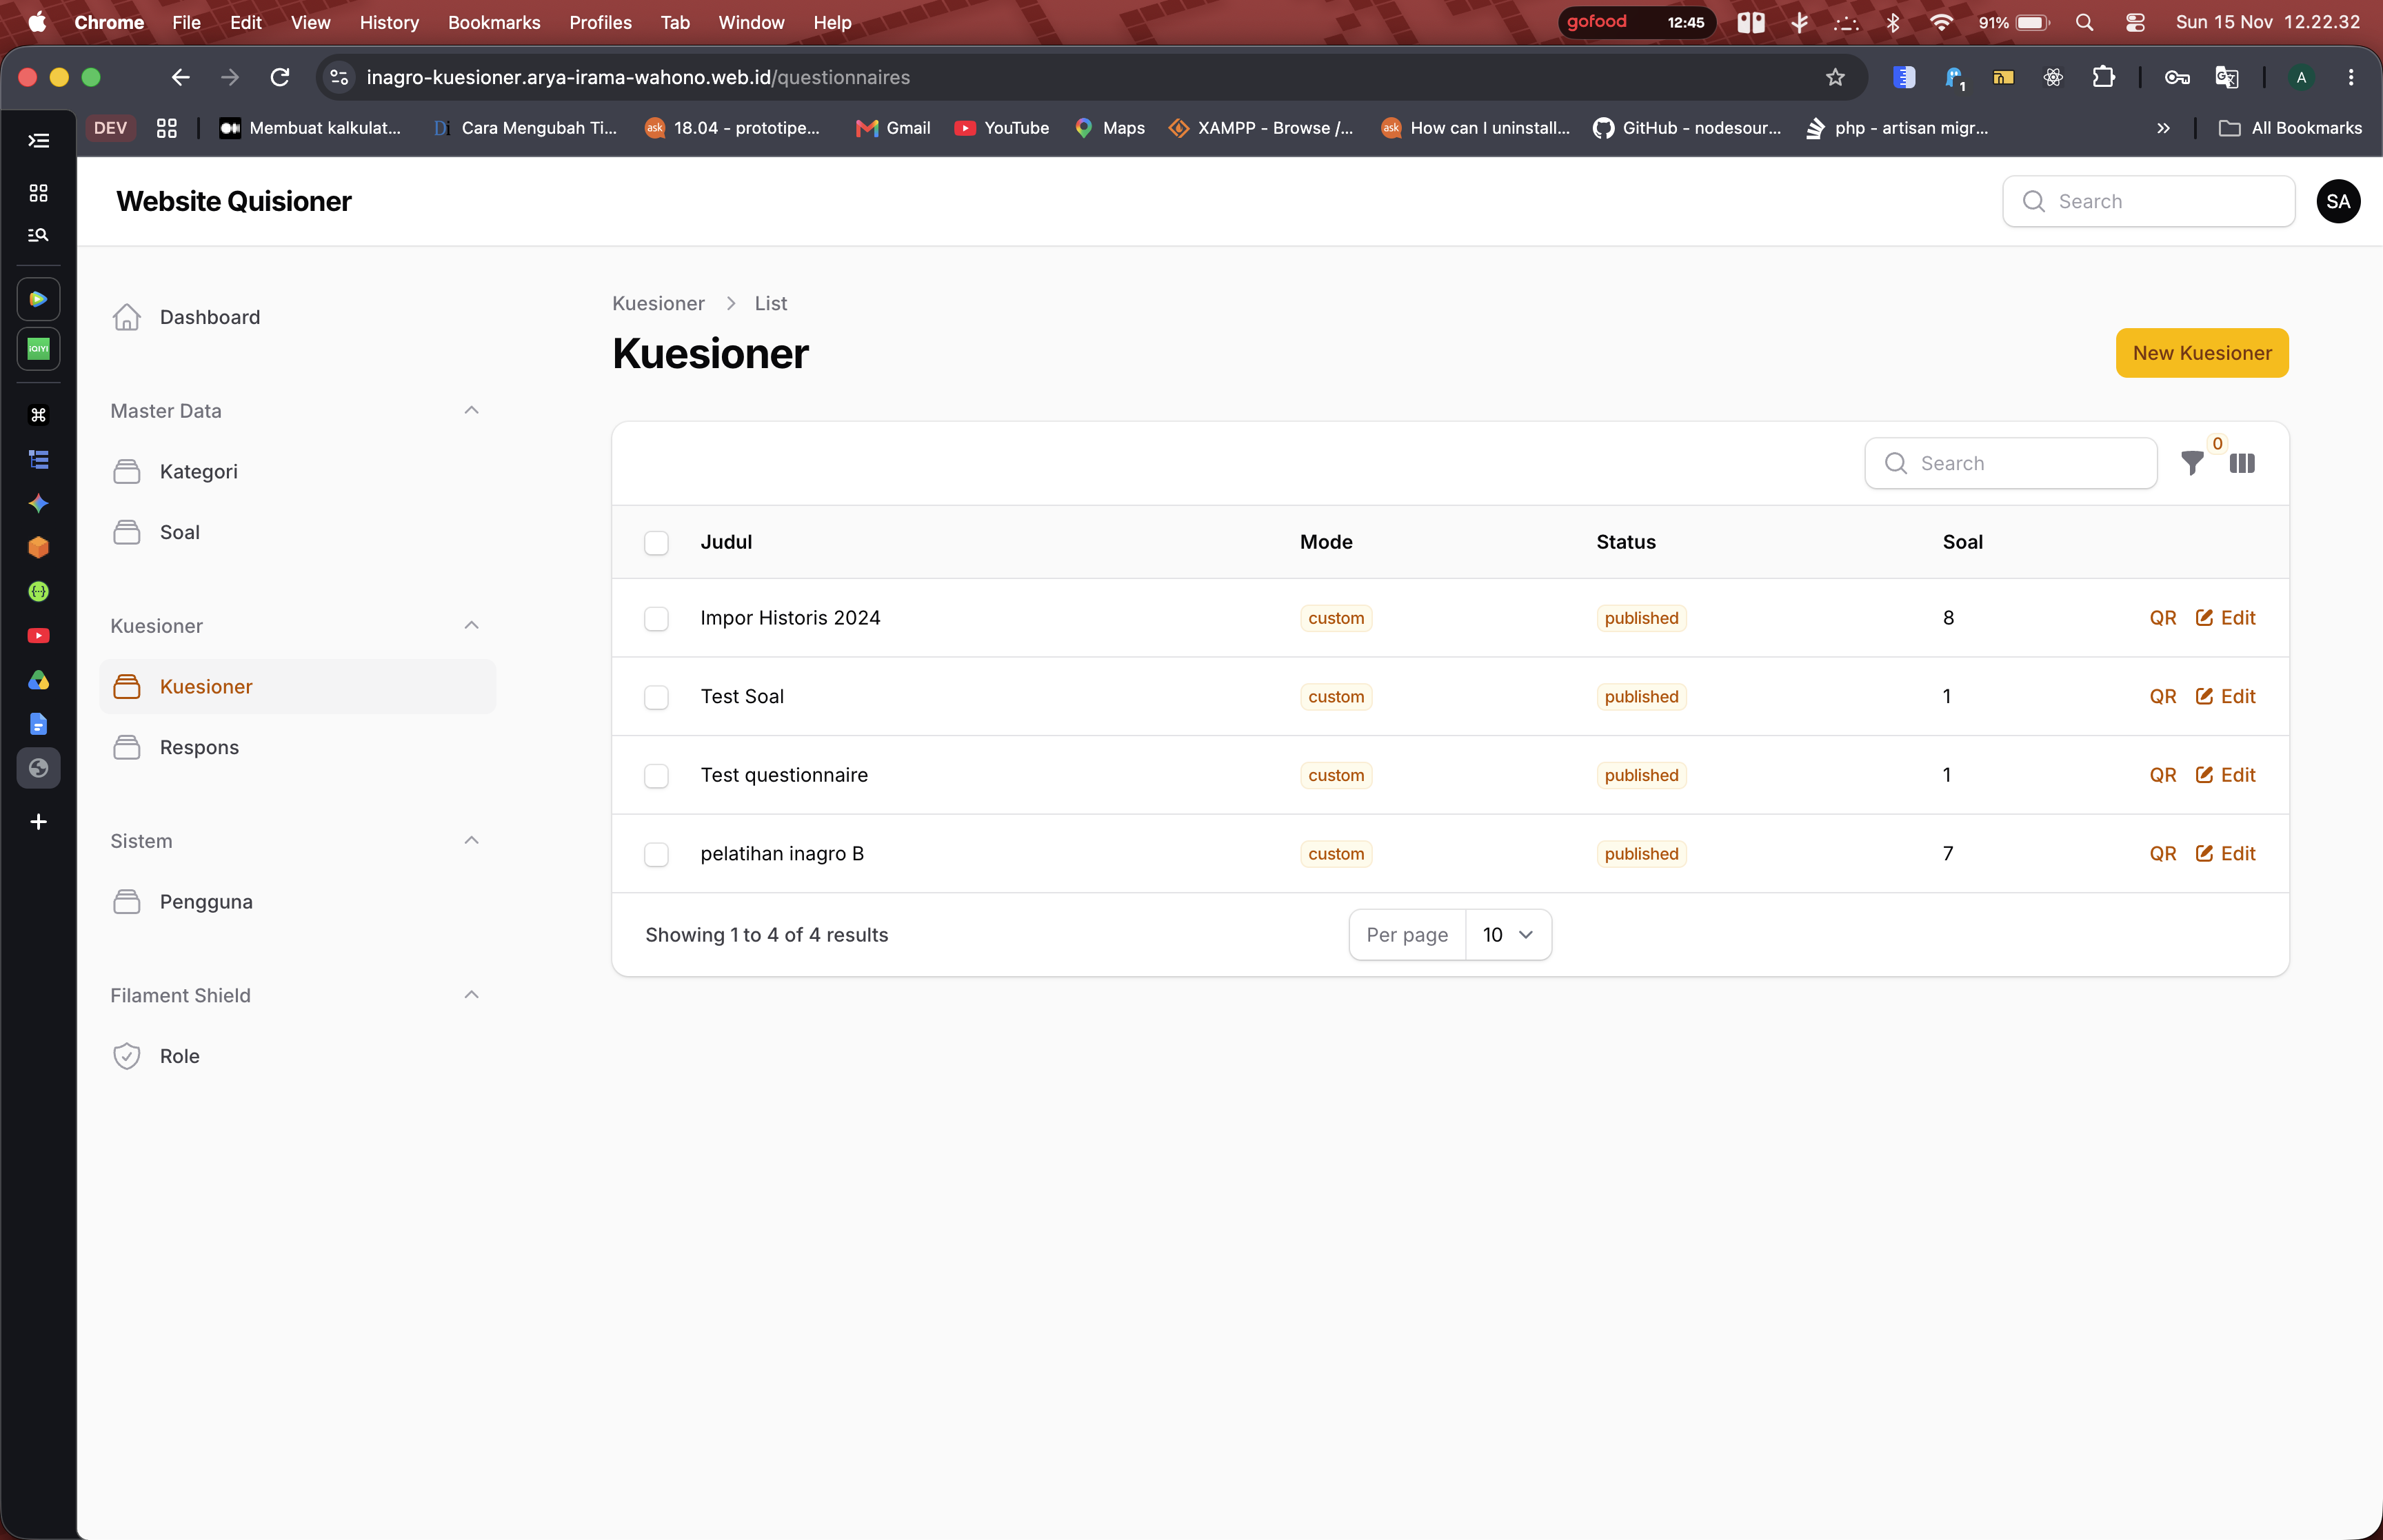 Chrome File Edit View History Bookmarks Profiles Tab Window Help gofood 12:45 91% Sun 15 Nov 12.22.32
inagro-kuesioner.arya-irama-wahono.web.id/questionnaires 1 A
DEV Membuat kalkulat... Di Cara Mengubah Ti... ask 18.04 - prototipe... Gmail YouTube Maps XAMPP - Browse /... ask How can I uninstall... GitHub - nodesour... php - artisan migr... » All Bookmarks
Website Quisioner Search SA
iQIYI
Dashboard
Master Data
Kategori
Soal
Kuesioner
Kuesioner
Respons
Sistem
Pengguna
Filament Shield
Role
Kuesioner > List
Kuesioner New Kuesioner
Search 0
Judul Mode Status Soal
Impor Historis 2024 custom published 8 QR Edit
Test Soal custom published 1 QR Edit
Test questionnaire custom published 1 QR Edit
pelatihan inagro B custom published 7 QR Edit
Showing 1 to 4 of 4 results Per page 10